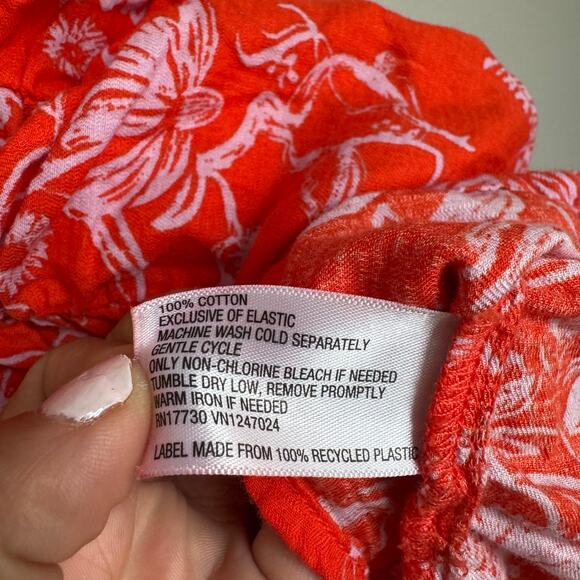 100% COTTON
EXCLUSIVE OF ELASTIC
MACHINE WASH COLD SEPARATELY
GENTLE CYCLE
ONLY NON-CHLORINE BLEACH IF NEEDED
TUMBLE DRY LOW, REMOVE PROMPTLY
WARM IRON IF NEEDED
RN17730 VN1247024
LABEL MADE FROM 100% RECYCLED PLASTIC